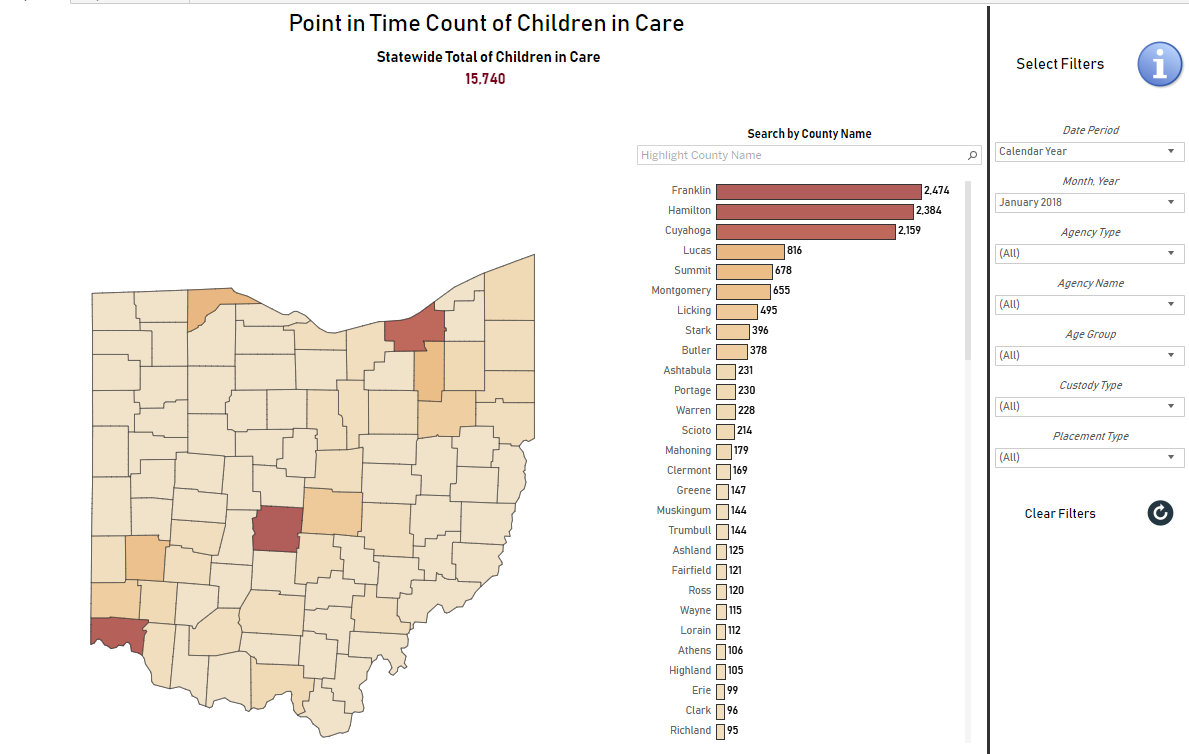 Point in Time Count of Children in Care
Statewide Total of Children in Care
15,740
Search by County Name
Highlight County Name
Franklin 2,474
Hamilton 2,384
Cuyahoga 2,159
Lucas 816
Summit 678
Montgomery 655
Licking 495
Stark 396
Butler 378
Ashtabula 231
Portage 230
Warren 228
Scioto 214
Mahoning 179
Clermont 169
Greene 147
Muskingum 144
Trumbull 144
Ashland 125
Fairfield 121
Ross 120
Wayne 115
Lorain 112
Athens 106
Highland 105
Erie 99
Clark 96
Richland 95
Select Filters
i
Date Period
Calendar Year
Month, Year
January 2018
Agency Type
(All)
Agency Name
(All)
Age Group
(All)
Custody Type
(All)
Placement Type
(All)
Clear Filters